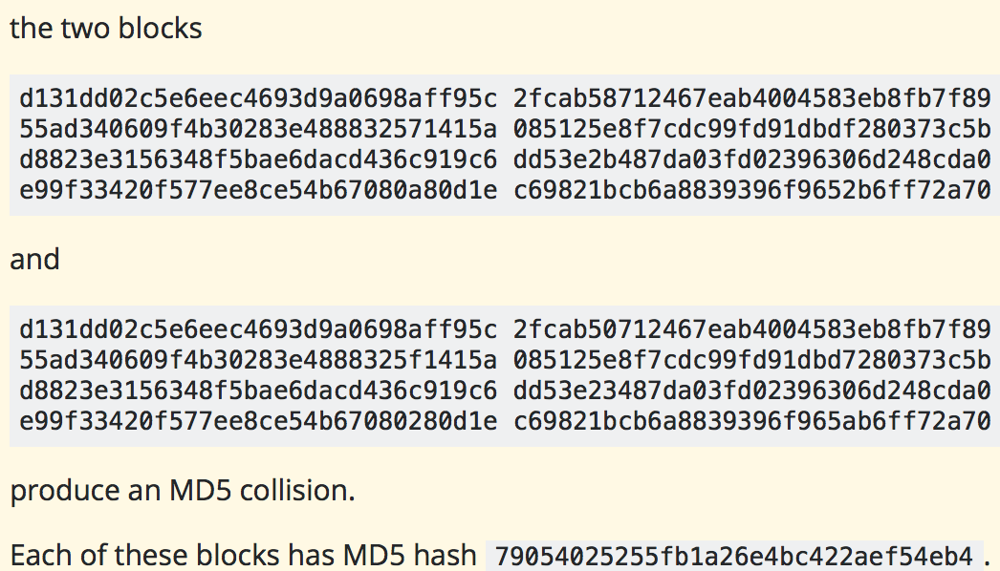 the two blocks
d131dd02c5e6eec4693d9a0698aff95c 2fcab58712467eab4004583eb8fb7f89
55ad340609f4b30283e488832571415a 085125e8f7cdc99fd91dbdf280373c5b
d8823e3156348f5bae6dacd436c919c6 dd53e2b487da03fd02396306d248cda0
e99f33420f577ee8ce54b67080a80d1e c69821bcb6a8839396f9652b6ff72a70
and
d131dd02c5e6eec4693d9a0698aff95c 2fcab50712467eab4004583eb8fb7f89
55ad340609f4b30283e4888325f1415a 085125e8f7cdc99fd91dbd7280373c5b
d8823e3156348f5bae6dacd436c919c6 dd53e23487da03fd02396306d248cda0
e99f33420f577ee8ce54b67080280d1e c69821bcb6a8839396f965ab6ff72a70
produce an MD5 collision.
Each of these blocks has MD5 hash 79054025255fb1a26e4bc422aef54eb4.